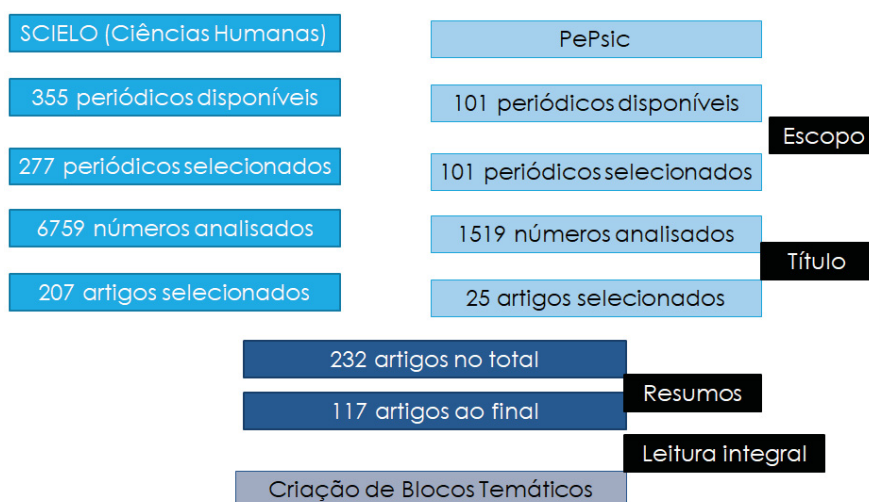 SCIELO (Ciências Humanas)
PePsic
355 periódicos disponíveis
101 periódicos disponíveis
Escopo
277 periódicos selecionados
101 periódicos selecionados
6759 números analisados
1519 números analisados
Título
207 artigos selecionados
25 artigos selecionados
232 artigos no total
Resumos
117 artigos ao final
Leitura integral
Criação de Blocos Temáticos